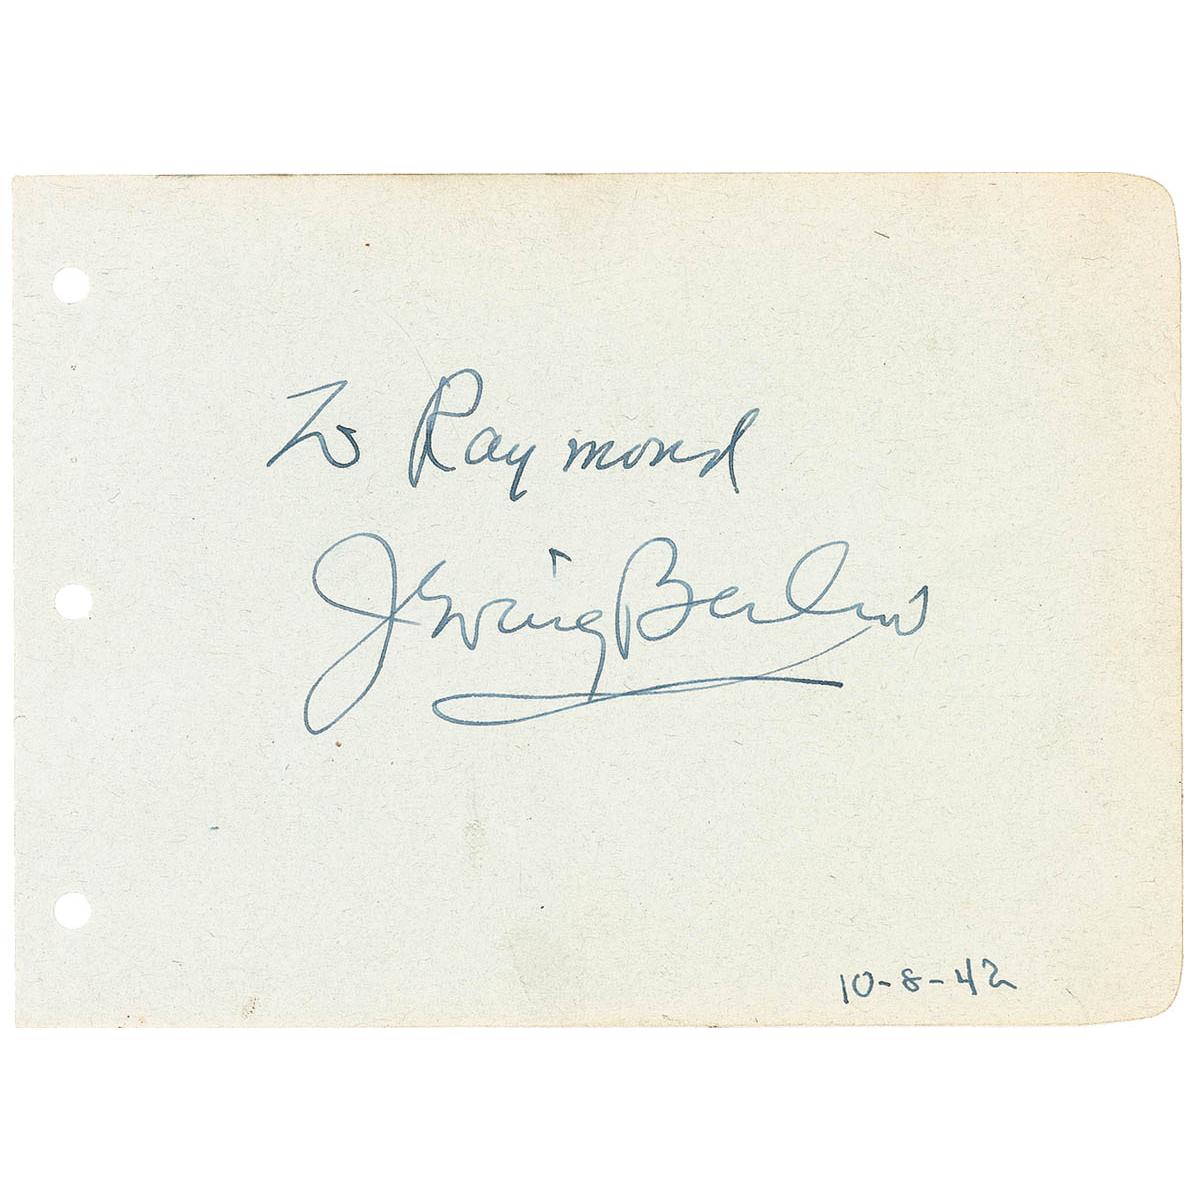 To Raymond
Irving Berlin
10-8-42